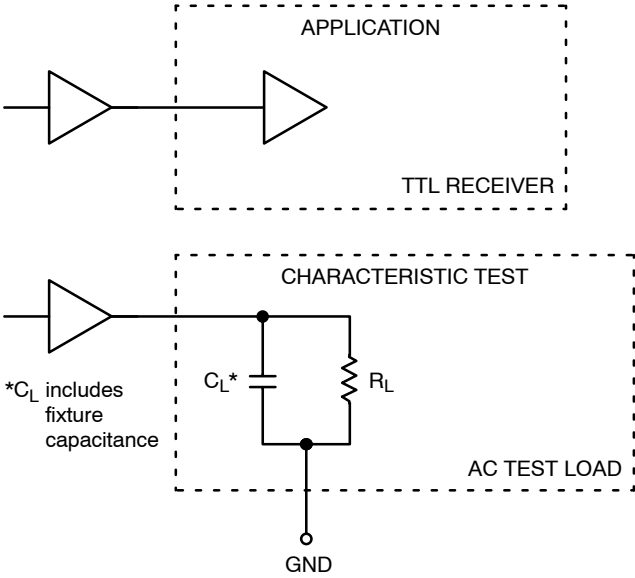 APPLICATION
TTL RECEIVER
CHARACTERISTIC TEST
CL*
RL
*CL includes
fixture
capacitance
AC TEST LOAD
GND